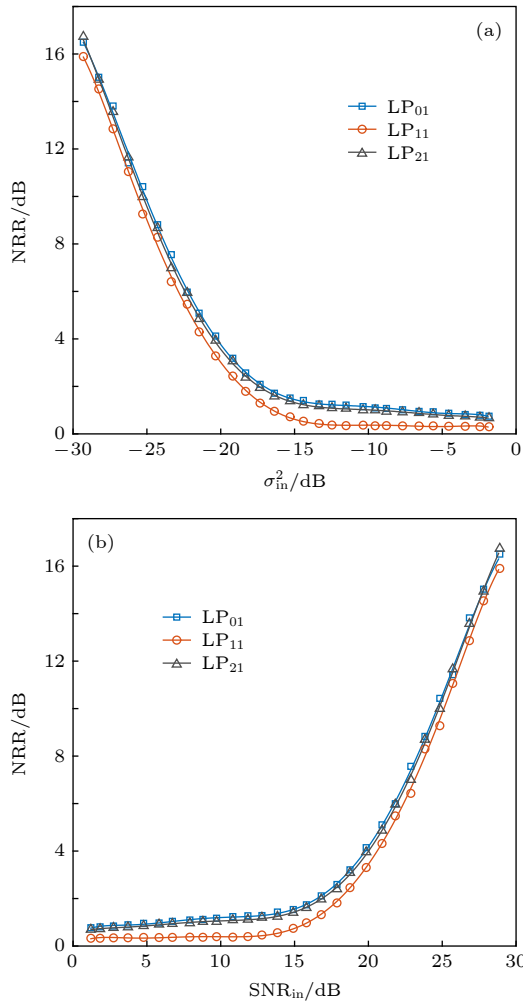 (a)
LP₀₁
LP₁₁
LP₂₁
NRR/dB
16
12
8
4
0
−30 −25 −20 −15 −10 −5 0
σ²ᵢₙ/dB
(b)
LP₀₁
LP₁₁
LP₂₁
NRR/dB
16
12
8
4
0
0 5 10 15 20 25 30
SNRᵢₙ/dB